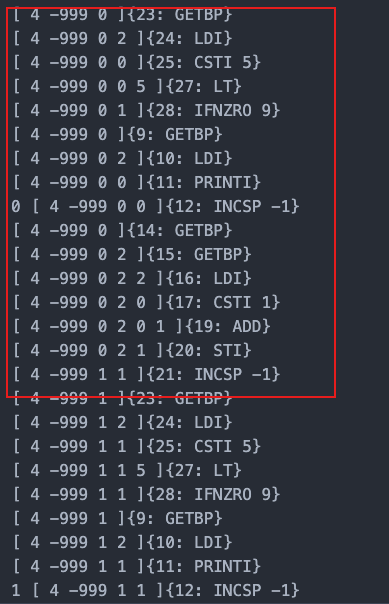 [ 4 -999 0 ]{23: GETBP}
[ 4 -999 0 2 ]{24: LDI}
[ 4 -999 0 0 ]{25: CSTI 5}
[ 4 -999 0 0 5 ]{27: LT}
[ 4 -999 0 1 ]{28: IFNZRO 9}
[ 4 -999 0 ]{9: GETBP}
[ 4 -999 0 2 ]{10: LDI}
[ 4 -999 0 0 ]{11: PRINTI}
0 [ 4 -999 0 0 ]{12: INCSP -1}
[ 4 -999 0 ]{14: GETBP}
[ 4 -999 0 2 ]{15: GETBP}
[ 4 -999 0 2 2 ]{16: LDI}
[ 4 -999 0 2 0 ]{17: CSTI 1}
[ 4 -999 0 2 0 1 ]{19: ADD}
[ 4 -999 0 2 1 ]{20: STI}
[ 4 -999 1 1 ]{21: INCSP -1}
[ 4 -999 1 ]{23: GETBP}
[ 4 -999 1 2 ]{24: LDI}
[ 4 -999 1 1 ]{25: CSTI 5}
[ 4 -999 1 1 5 ]{27: LT}
[ 4 -999 1 1 ]{28: IFNZRO 9}
[ 4 -999 1 ]{9: GETBP}
[ 4 -999 1 2 ]{10: LDI}
[ 4 -999 1 1 ]{11: PRINTI}
1 [ 4 -999 1 1 ]{12: INCSP -1}